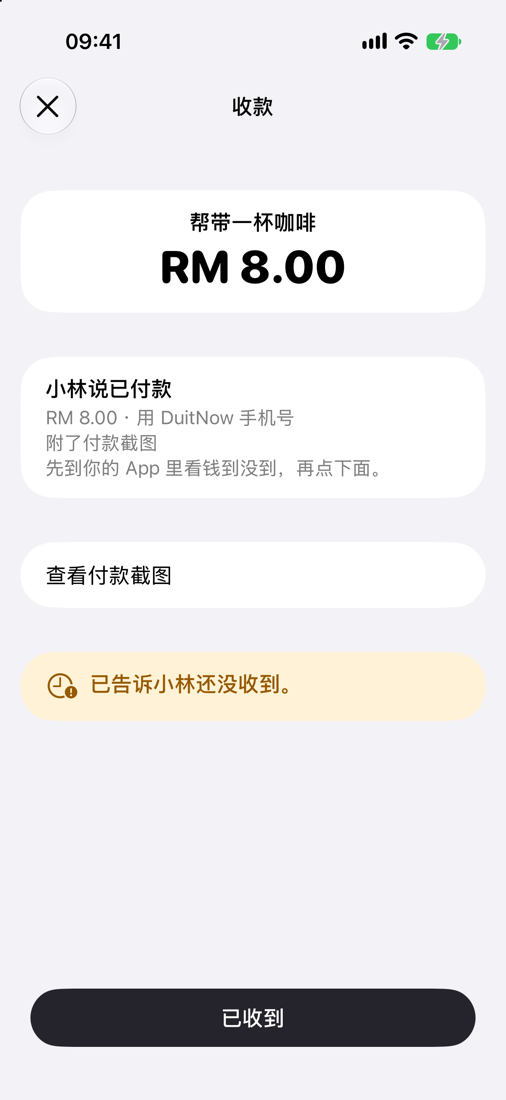 09:41
收款
帮带一杯咖啡
RM 8.00
小林说已付款
RM 8.00 · 用 DuitNow 手机号
附了付款截图
先到你的 App 里看钱到没到，再点下面。
查看付款截图
已告诉小林还没收到。
已收到